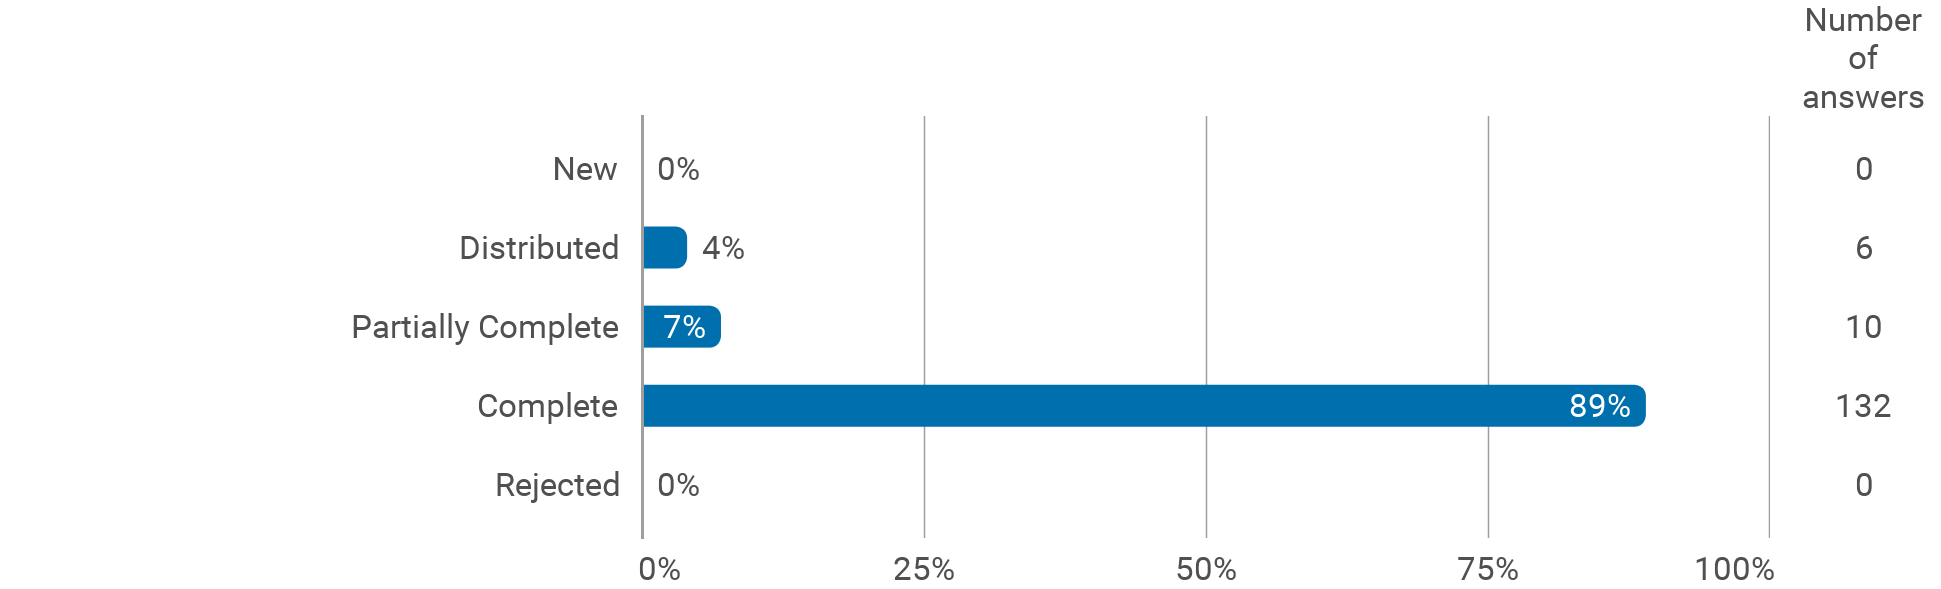 Number
of
answers
New 0% 0
Distributed 4% 6
Partially Complete 7% 10
Complete 89% 132
Rejected 0% 0
0% 25% 50% 75% 100%